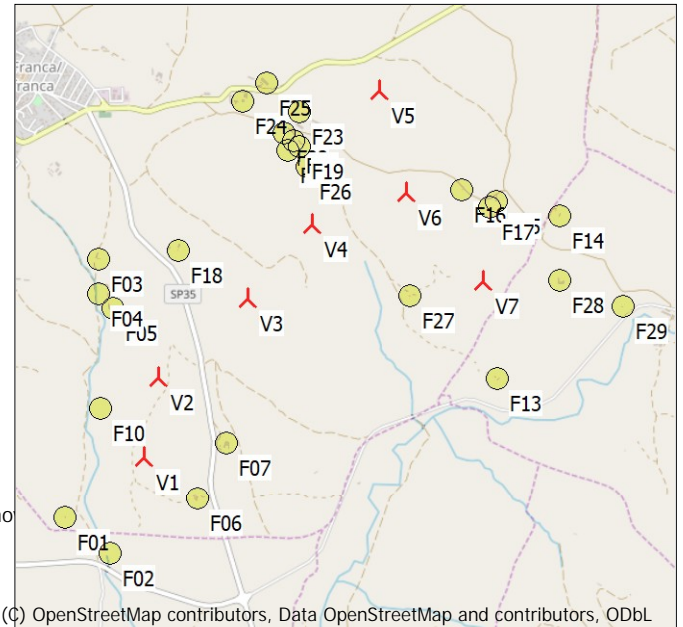 Franca/
ranca
F25
V5
F24
F23
F19
F26
V6
F16
F17
F14
V4
F03
F18
SP35
F04
F05
V3
F27
V7
F28
F29
V2
F10
F13
V1
F07
F06
F01
F02
(C) OpenStreetMap contributors, Data OpenStreetMap and contributors, ODbL